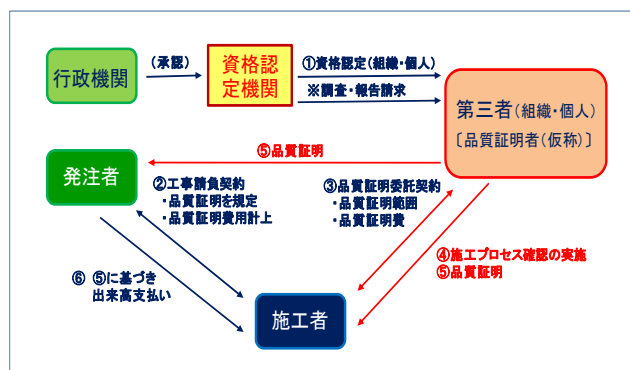 行政機関
(承認)
資格認
定機関
①資格認定(組織・個人)
※調査・報告請求
第三者(組織・個人)
〔品質証明者(仮称)〕
⑤品質証明
発注者
②工事請負契約
・品質証明を規定
・品質証明費用計上
③品質証明委託契約
・品質証明範囲
・品質証明費
④施工プロセス確認の実施
⑤品質証明
⑥ ⑤に基づき
出来高支払い
施工者